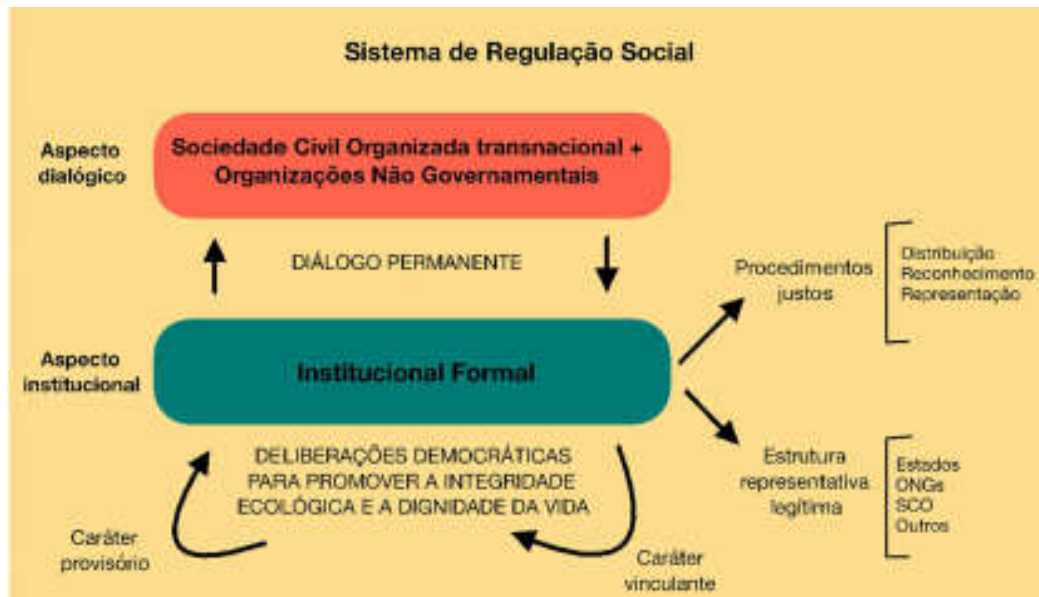 Sistema de Regulação Social
Aspecto
dialógico
Sociedade Civil Organizada transnacional +
Organizações Não Governamentais
DIÁLOGO PERMANENTE
Procedimentos
justos
Distribuição
Reconhecimento
Representação
Aspecto
institucional
Institucional Formal
DELIBERAÇÕES DEMOCRÁTICAS
PARA PROMOVER A INTEGRIDADE
ECOLÓGICA E A DIGNIDADE DA VIDA
Estrutura
representativa
legítima
Estados
ONGs
SCO
Outros
Caráter
provisório
Caráter
vinculante